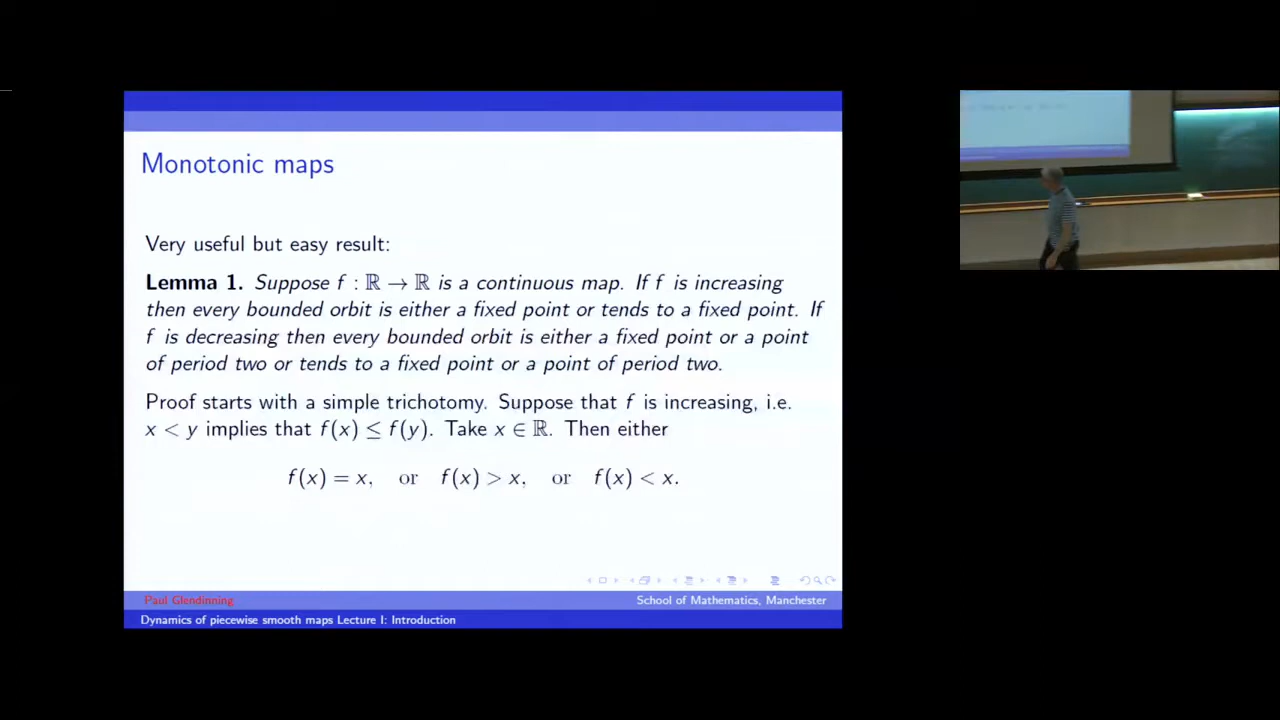 Monotonic maps
Very useful but easy result:
Lemma 1. Suppose f : ℝ → ℝ is a continuous map. If f is increasing
then every bounded orbit is either a fixed point or tends to a fixed point. If
f is decreasing then every bounded orbit is either a fixed point or a point
of period two or tends to a fixed point or a point of period two.
Proof starts with a simple trichotomy. Suppose that f is increasing, i.e.
x < y implies that f(x) ≤ f(y). Take x ∈ ℝ. Then either
f(x) = x, or f(x) > x, or f(x) < x.
Paul Glendinning School of Mathematics, Manchester
Dynamics of piecewise smooth maps Lecture I: Introduction